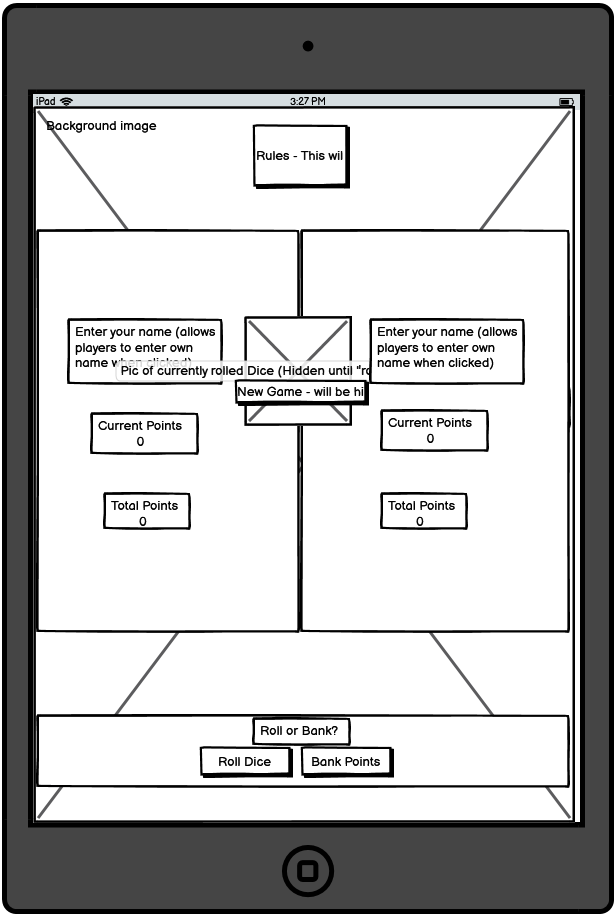 iPad
3:27 PM
Background image
Rules - This wil
Enter your name (allows
players to enter own
name when clicked)
Enter your name (allows
players to enter own
name when clicked)
Pic of currently rolled Dice (Hidden until "ro
New Game - will be hi
Current Points
0
Current Points
0
Total Points
0
Total Points
0
Roll or Bank?
Roll Dice
Bank Points